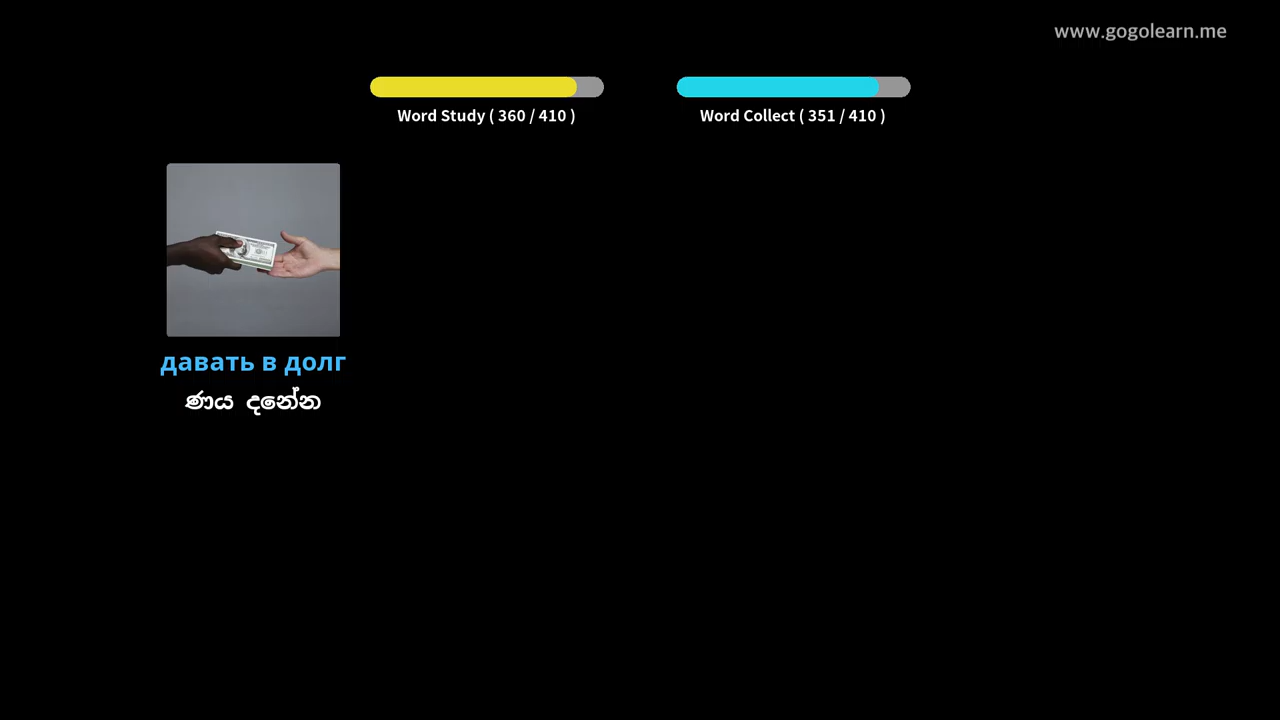 www.gogolearn.me
Word Study ( 360 / 410 )
Word Collect ( 351 / 410 )
давать в долг
ණය දෙන්න